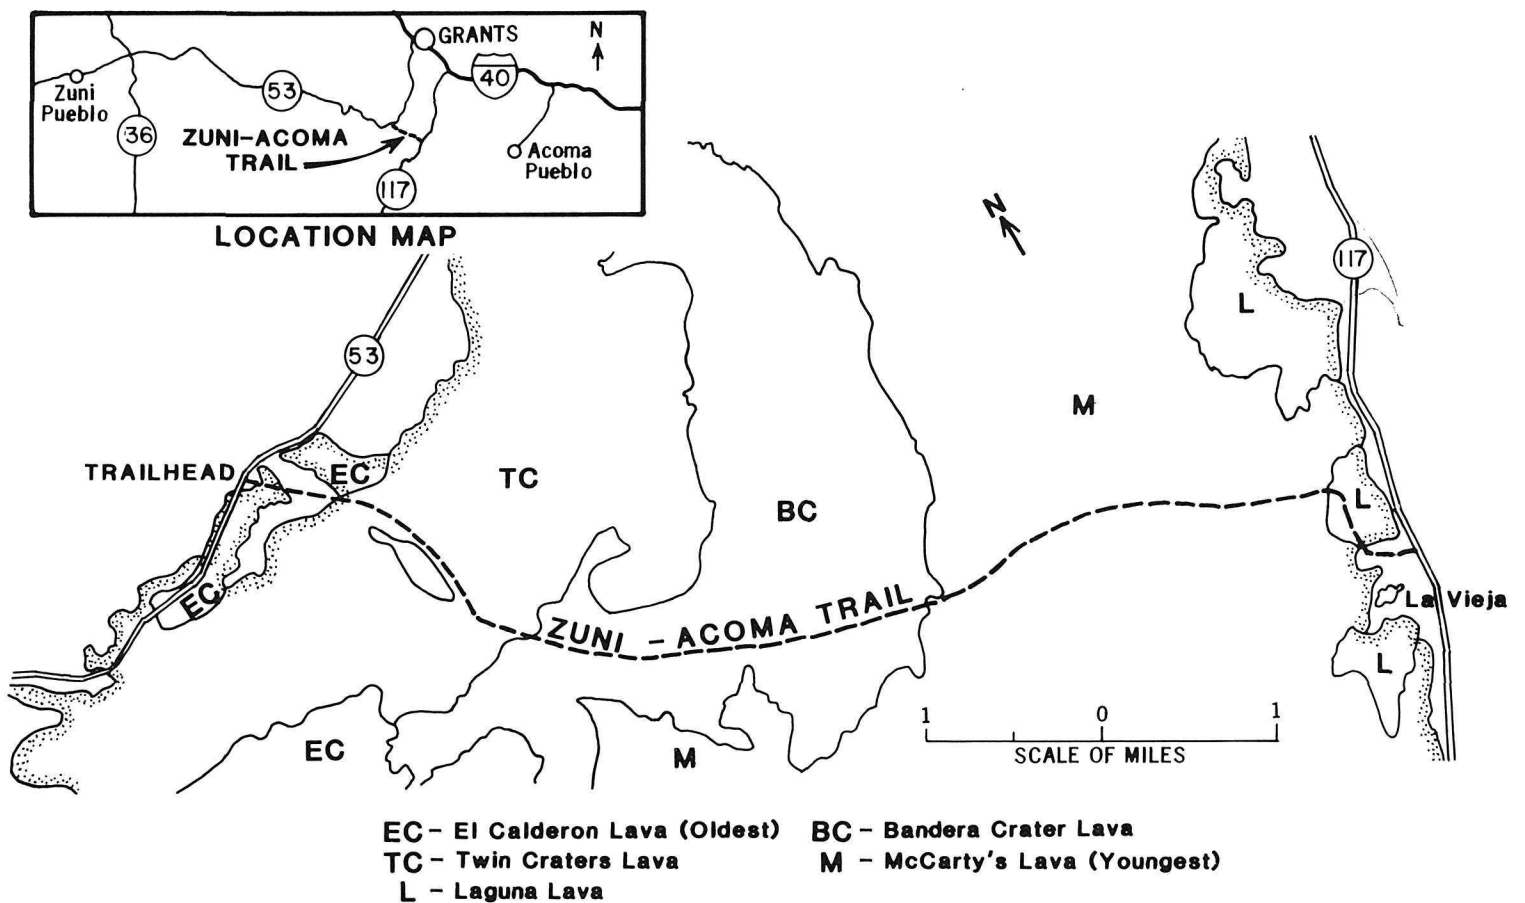 GRANTS
N
40
Zuni
Pueblo
53
36
ZUNI-ACOMA
TRAIL
Acoma
Pueblo
117
LOCATION MAP
N
117
L
53
M
TRAILHEAD
EC
TC
BC
L
EC
ZUNI - ACOMA TRAIL
La Vieja
L
EC
M
1 0 1
SCALE OF MILES
EC - El Calderon Lava (Oldest)
TC - Twin Craters Lava
L - Laguna Lava
BC - Bandera Crater Lava
M - McCarty's Lava (Youngest)